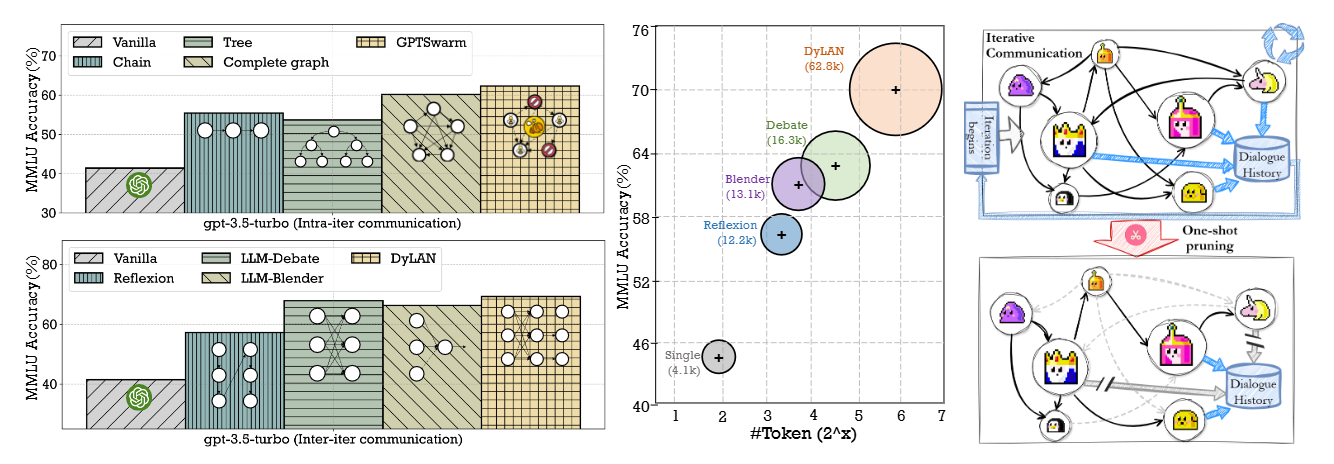 MMLU Accuracy (%)
70
60
50
40
30
Vanilla
Tree
GPTSwarm
Chain
Complete graph
gpt-3.5-turbo (Intra-iter communication)
MMLU Accuracy (%)
80
60
40
Vanilla
LLM-Debate
DyLAN
Reflexion
LLM-Blender
gpt-3.5-turbo (Inter-iter communication)
MMLU Accuracy (%)
76
70
64
58
52
46
40
DyLAN
(62.8k)
Debate
(16.3k)
Blender
(13.1k)
Reflexion
(12.2k)
Single
(4.1k)
1
2
3
4
5
6
7
#Token (2^x)
Iterative
Communication
Iteration
begins
Dialogue
History
One-shot
pruning
Dialogue
History